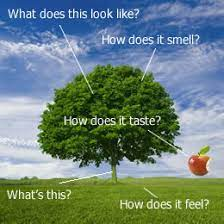 What does this look like?
How does it smell?
How does it taste?
What's this?
How does it feel?